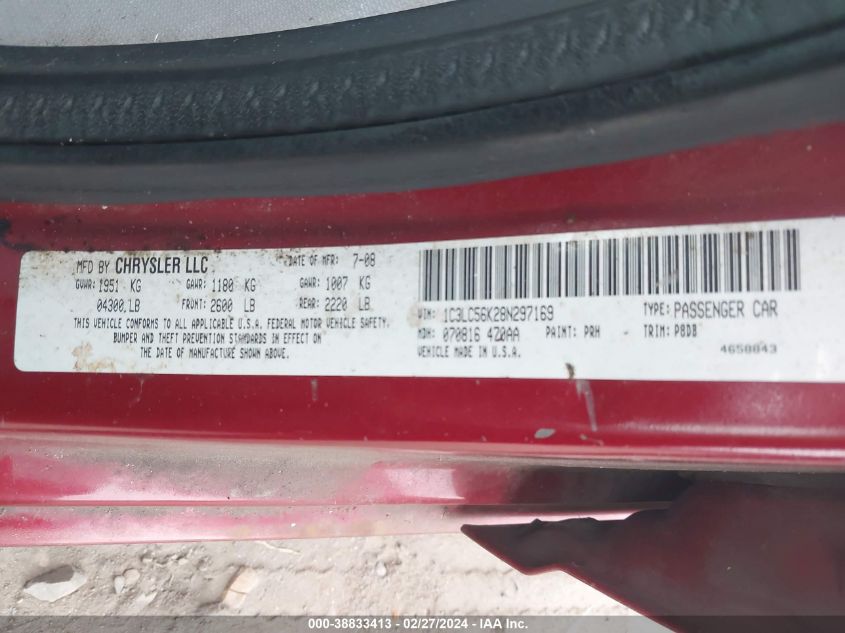 MFD BY CHRYSLER LLC DATE OF MFR: 7-08
GVWR: 1951 KG GAWR: 1180 KG GAWR: 1007 KG
04300 LB FRONT: 2600 LB REAR: 2220 LB
THIS VEHICLE CONFORMS TO ALL APPLICABLE U.S.A. FEDERAL MOTOR VEHICLE SAFETY,
BUMPER AND THEFT PREVENTION STANDARDS IN EFFECT ON
THE DATE OF MANUFACTURE SHOWN ABOVE.
VIN: 1C3LC56K28N297169 TYPE: PASSENGER CAR
MDH: 070816 470AA PAINT: PRH TRIM: P8DB
VEHICLE MADE IN U.S.A. 4658043
000-38833413 - 02/27/2024 - IAA Inc.